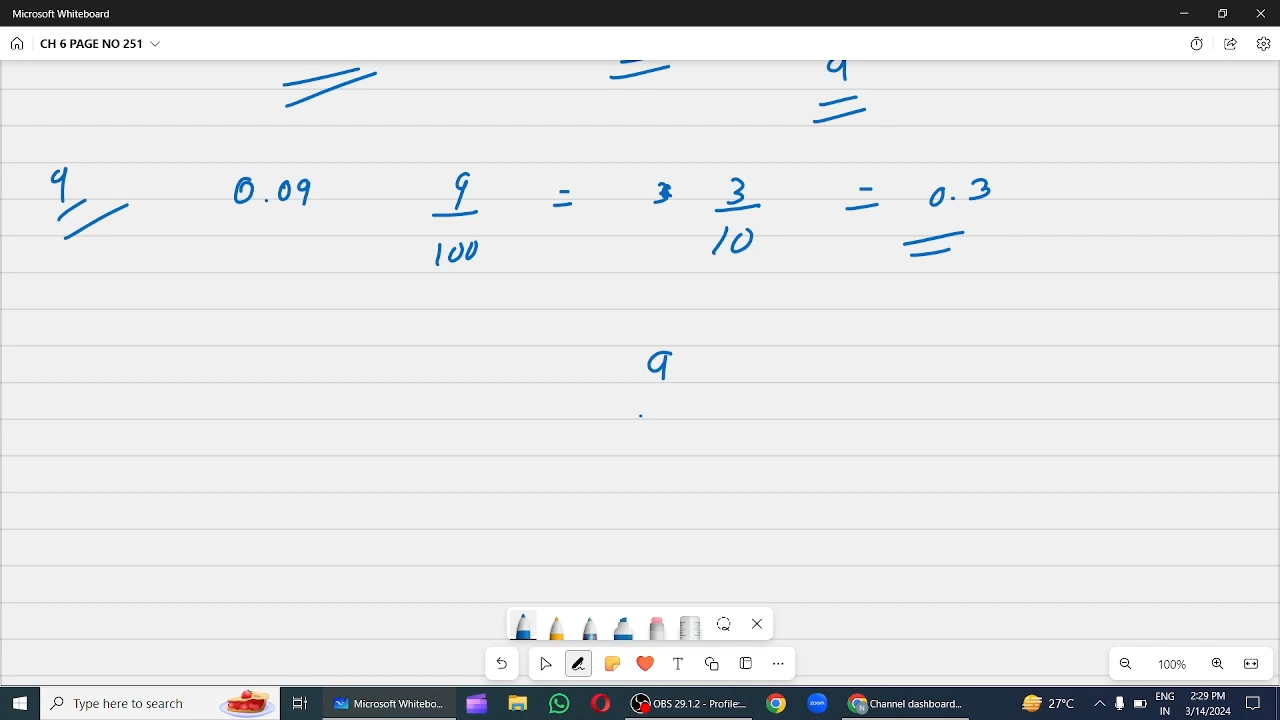 Microsoft Whiteboard
CH 6 PAGE NO 251
9
9 0.09 9/100 = 3/10 = 0.3
9
100%
Type here to search
Microsoft Whitebo...
OBS 29.1.2 - Profile:...
Channel dashboard...
27°C
ENG
IN
2:29 PM
3/14/2024